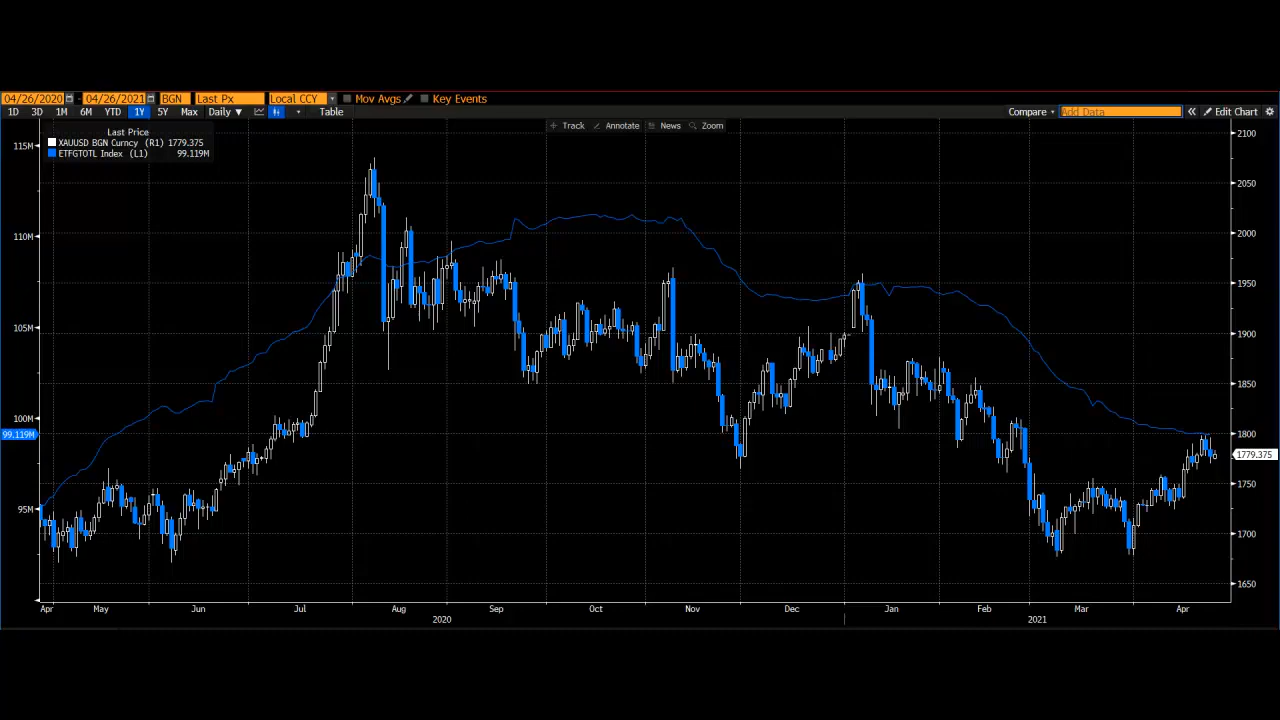 04/26/2020 - 04/26/2021 BGN Last Px Local CCY Mov Avgs Key Events
1D 3D 1M 6M YTD 1Y 5Y Max Daily ▼ Table Compare Add Data « Edit Chart
Track Annotate News Zoom
Last Price
XAUUSD BGN Curncy (R1) 1779.375
ETFGTOTL Index (L1) 99.119M
115M
110M
105M
100M
99.119M
95M
2100
2050
2000
1950
1900
1850
1800
1779.375
1750
1700
1650
Apr May Jun Jul Aug Sep Oct Nov Dec Jan Feb Mar Apr
2020 2021